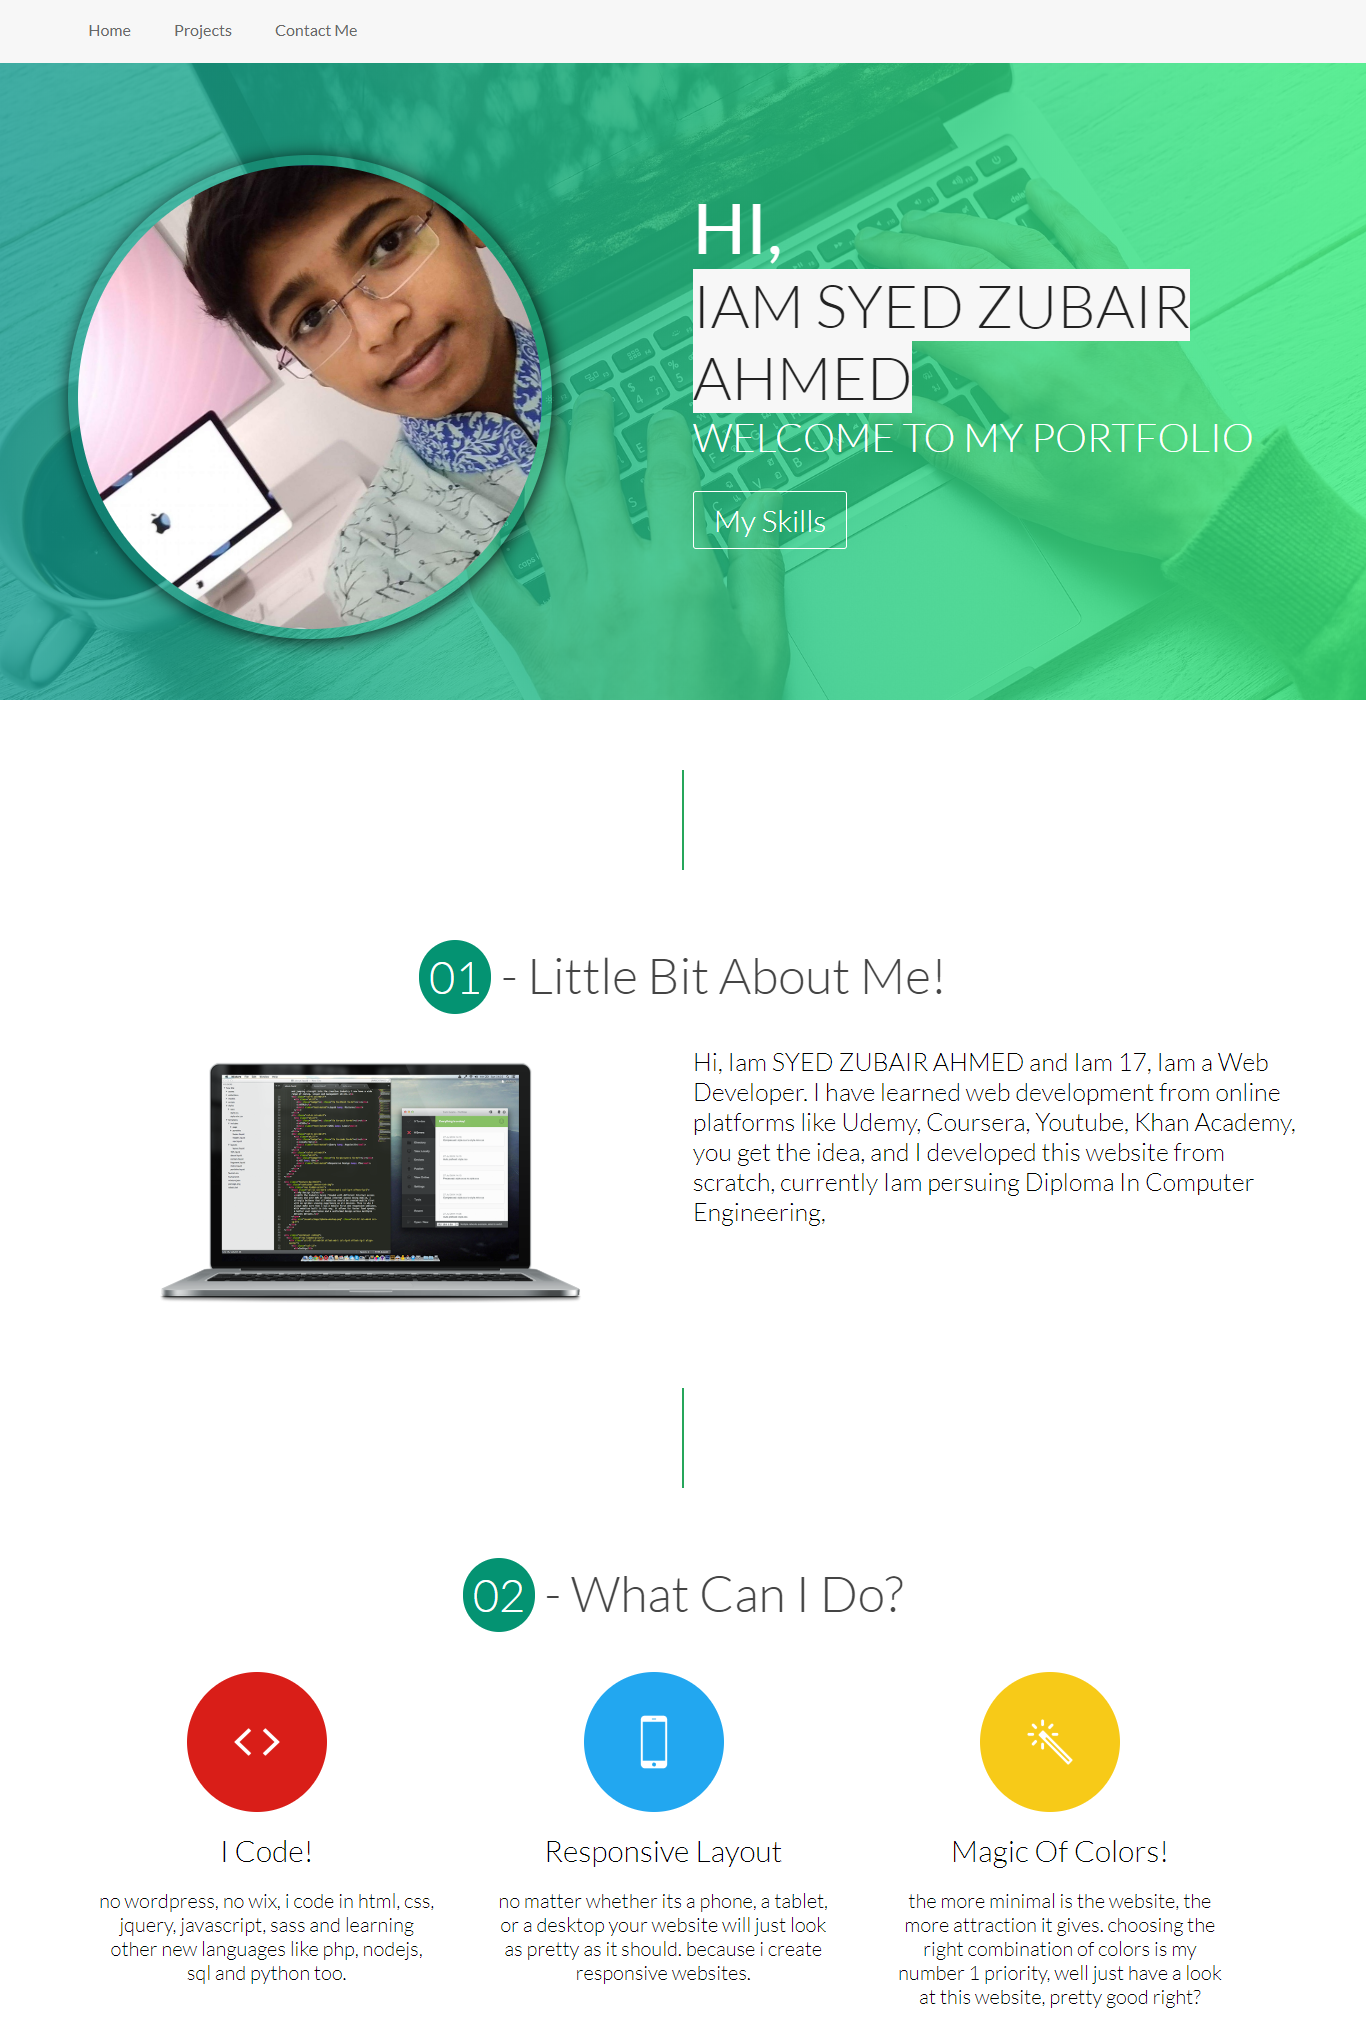 Home Projects Contact Me
HI,
IAM SYED ZUBAIR
AHMED
WELCOME TO MY PORTFOLIO
My Skills
01 - Little Bit About Me!
Hi, Iam SYED ZUBAIR AHMED and Iam 17, Iam a Web
Developer. I have learned web development from online
platforms like Udemy, Coursera, Youtube, Khan Academy,
you get the idea, and I developed this website from
scratch, currently Iam persuing Diploma In Computer
Engineering,
02 - What Can I Do?
I Code!
no wordpress, no wix, i code in html, css,
jquery, javascript, sass and learning
other new languages like php, nodejs,
sql and python too.
Responsive Layout
no matter whether its a phone, a tablet,
or a desktop your website will just look
as pretty as it should. because i create
responsive websites.
Magic Of Colors!
the more minimal is the website, the
more attraction it gives. choosing the
right combination of colors is my
number 1 priority, well just have a look
at this website, pretty good right?